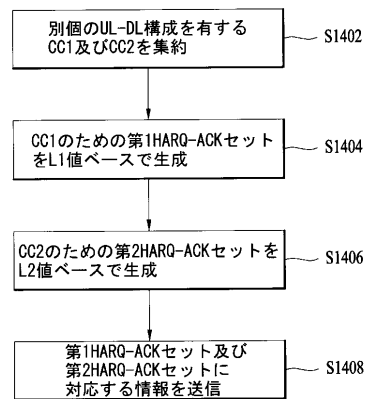 別個のUL-DL構成を有する
CC1及びCC2を集約
S1402
CC1のための第1HARQ-ACKセット
をL1値ベースで生成
S1404
CC2のための第2HARQ-ACKセットを
L2値ベースで生成
S1406
第1HARQ-ACKセット及び
第2HARQ-ACKセットに
対応する情報を送信
S1408